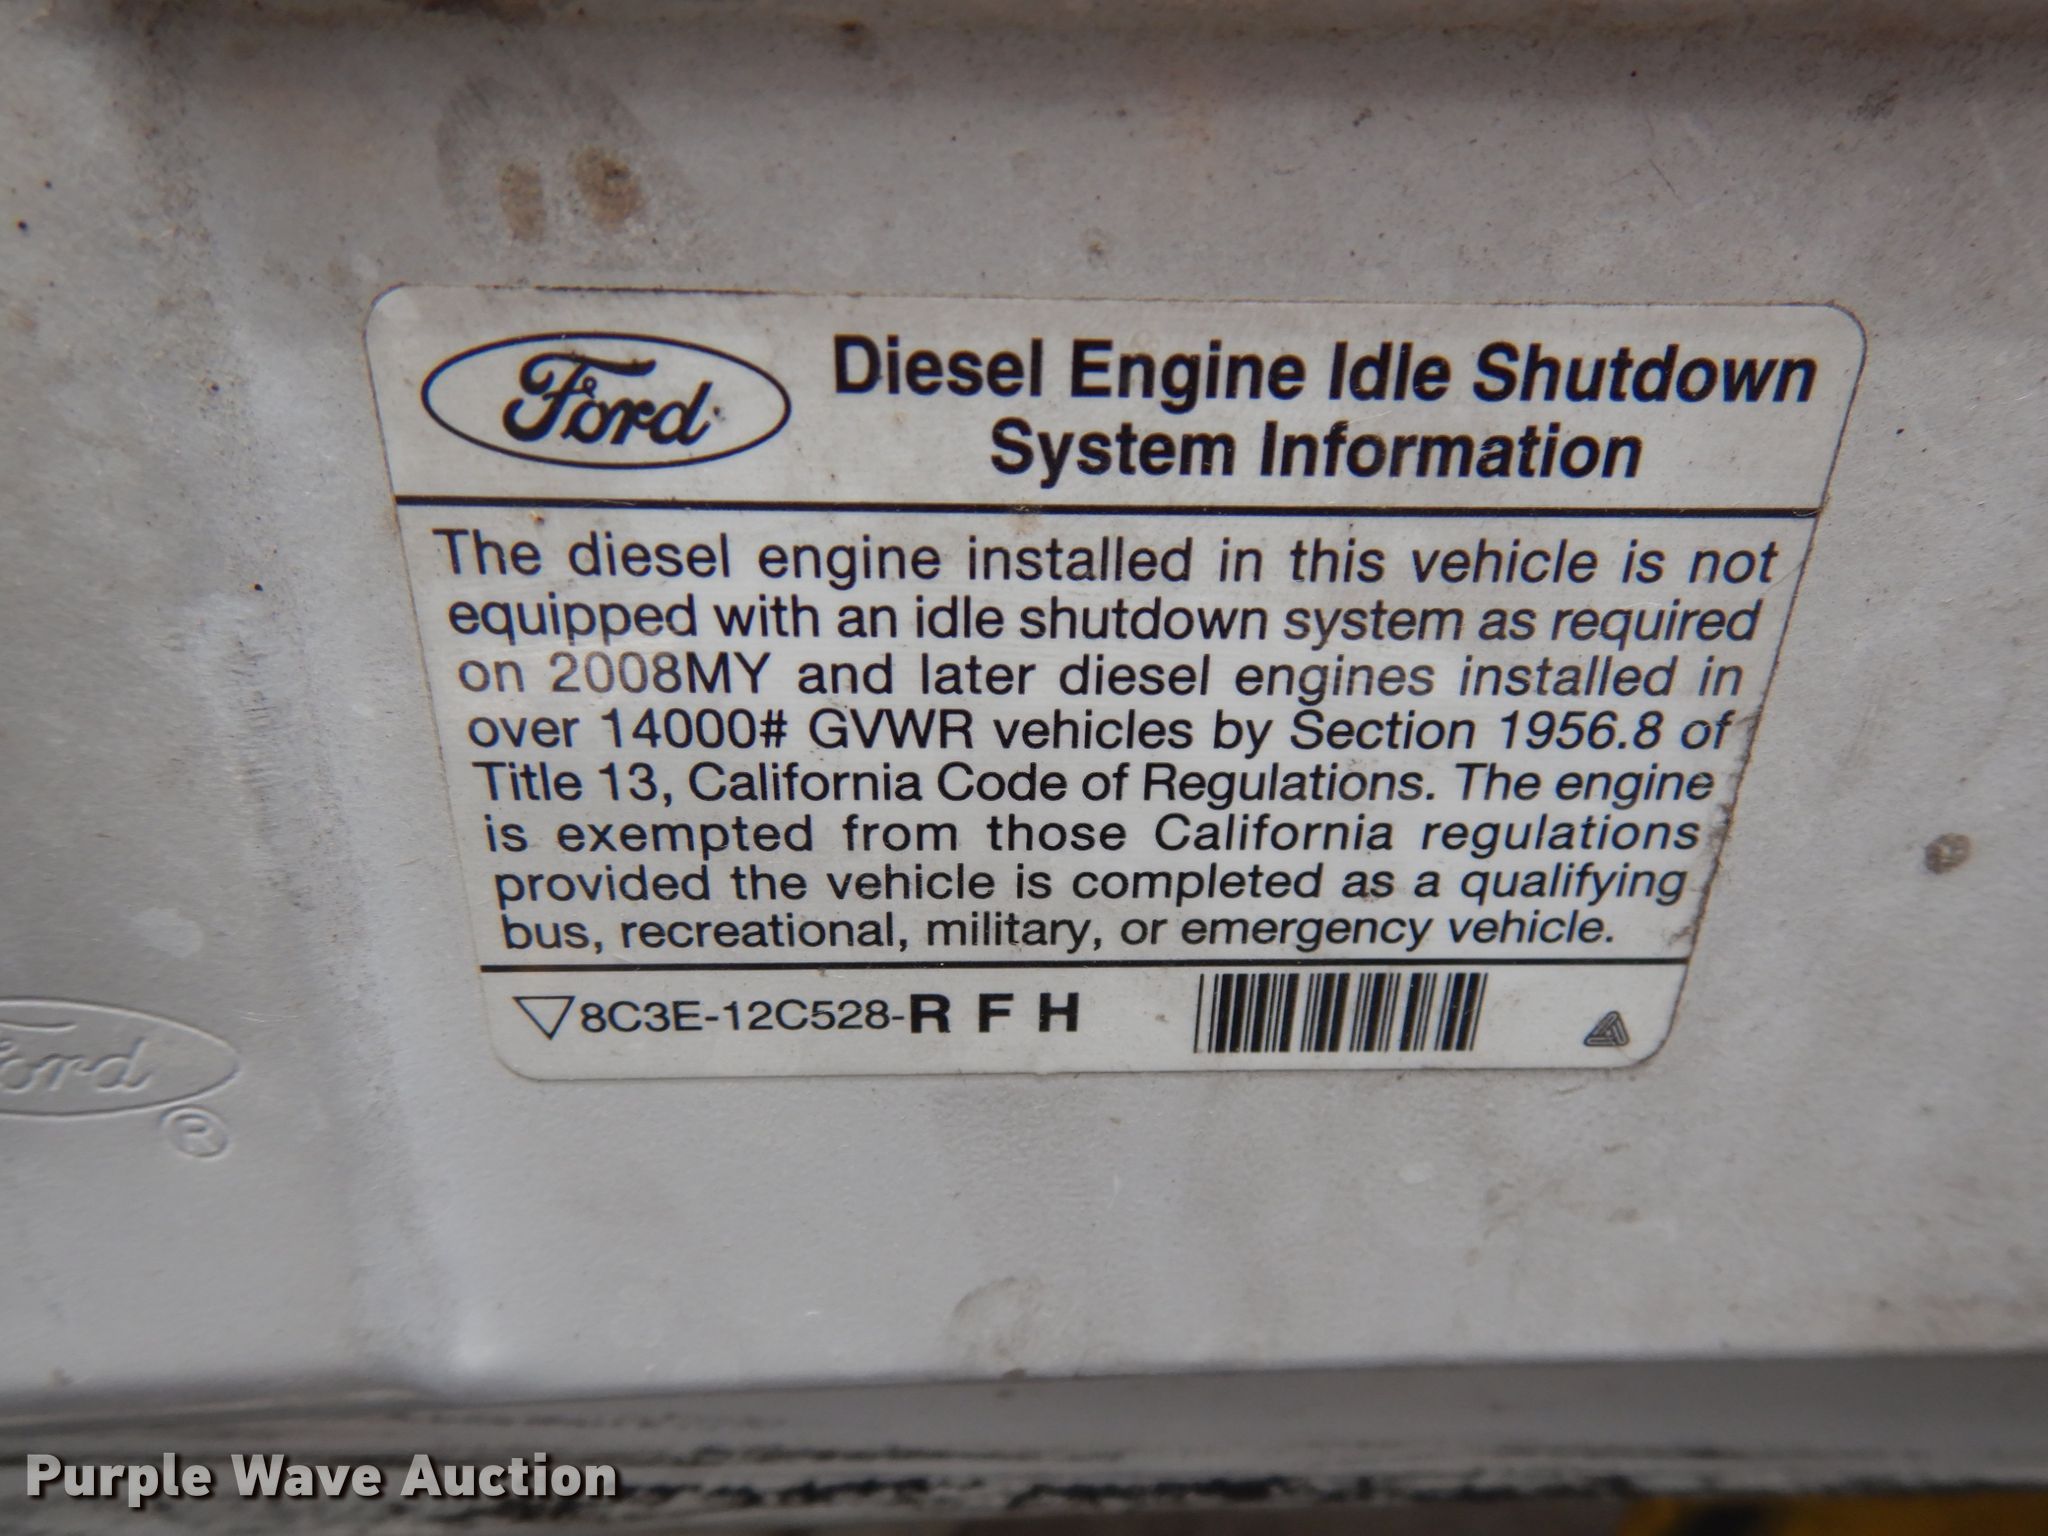 Ford
Diesel Engine Idle Shutdown
System Information
The diesel engine installed in this vehicle is not
equipped with an idle shutdown system as required
on 2008MY and later diesel engines installed in
over 14000# GVWR vehicles by Section 1956.8 of
Title 13, California Code of Regulations. The engine
is exempted from those California regulations
provided the vehicle is completed as a qualifying
bus, recreational, military, or emergency vehicle.
8C3E-12C528-R F H
Ford
®
Purple Wave Auction